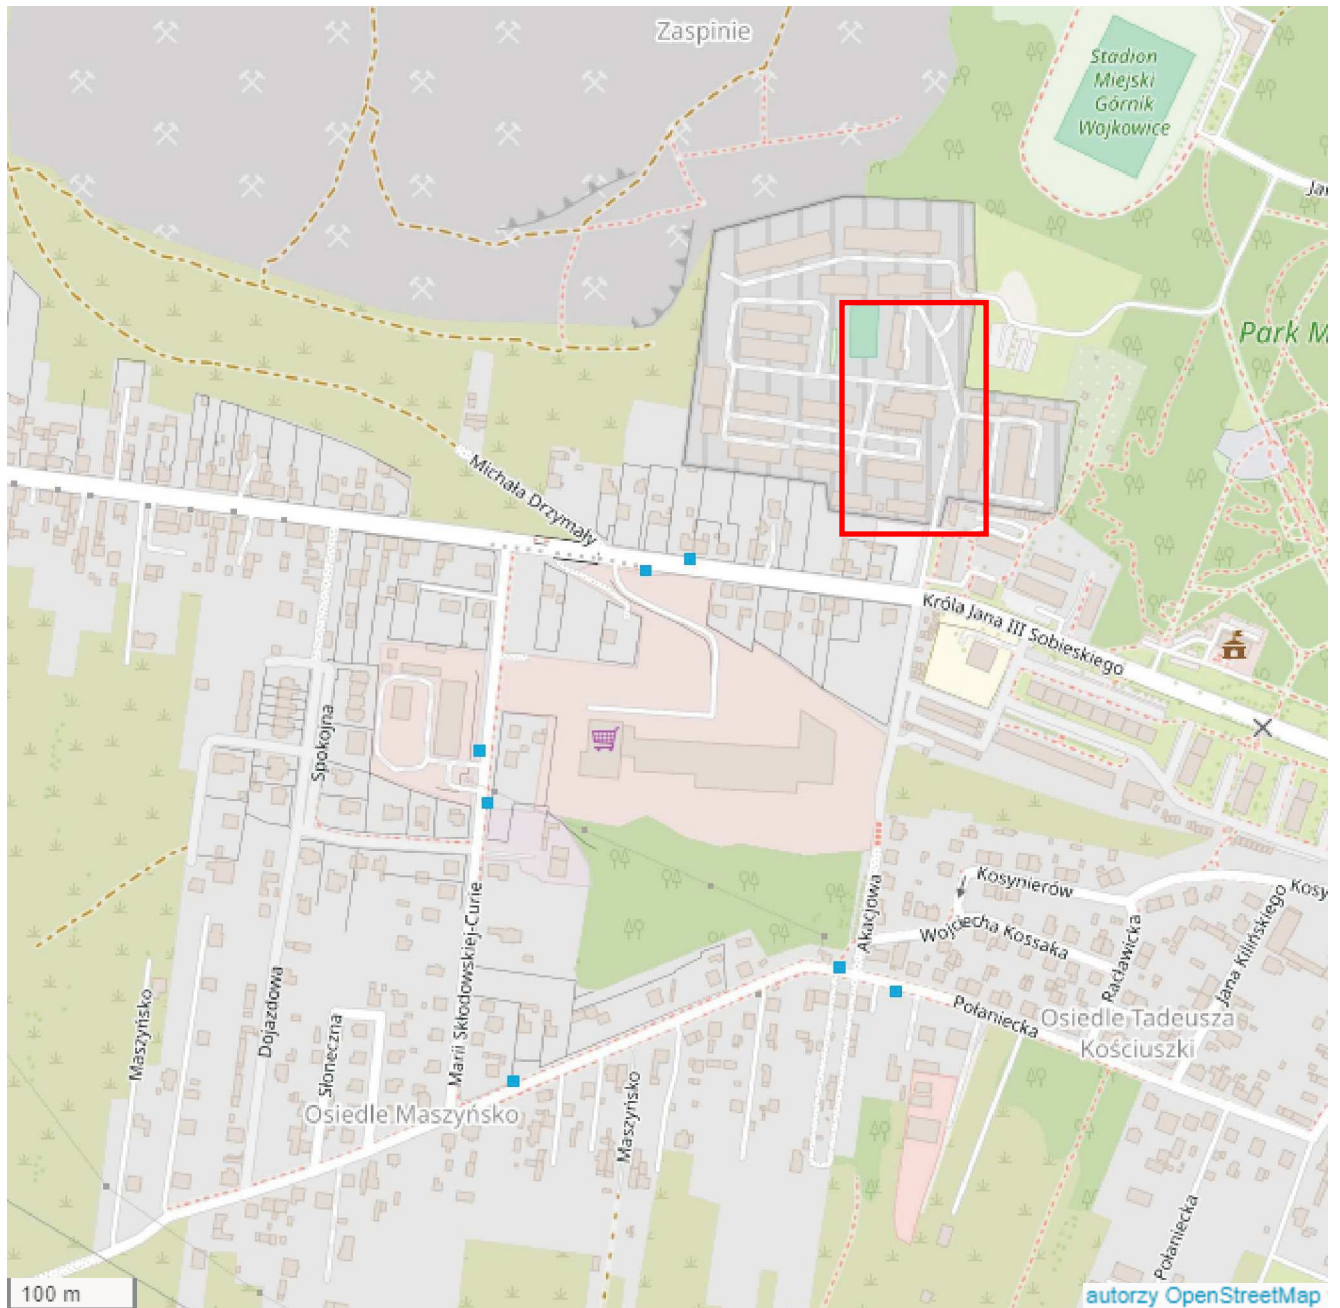 Zaspinie
Stadion
Miejski
Górnik
Wojkowice
Jan
Park M
Michała Drzymały
Króla Jana III Sobieskiego
Spokojna
Kosynierów
Kosy
Wojciecha Kossaka
Akacjowa
Racławicka
Jana Kilińskiego
Marii Skłodowskiej-Curie
Dojazdowa
Maszyńsko
Słoneczna
Połaniecka
Osiedle Tadeusza
Kościuszki
Osiedle Maszyńsko
Maszyńsko
Połaniecka
100 m
autorzy OpenStreetMap